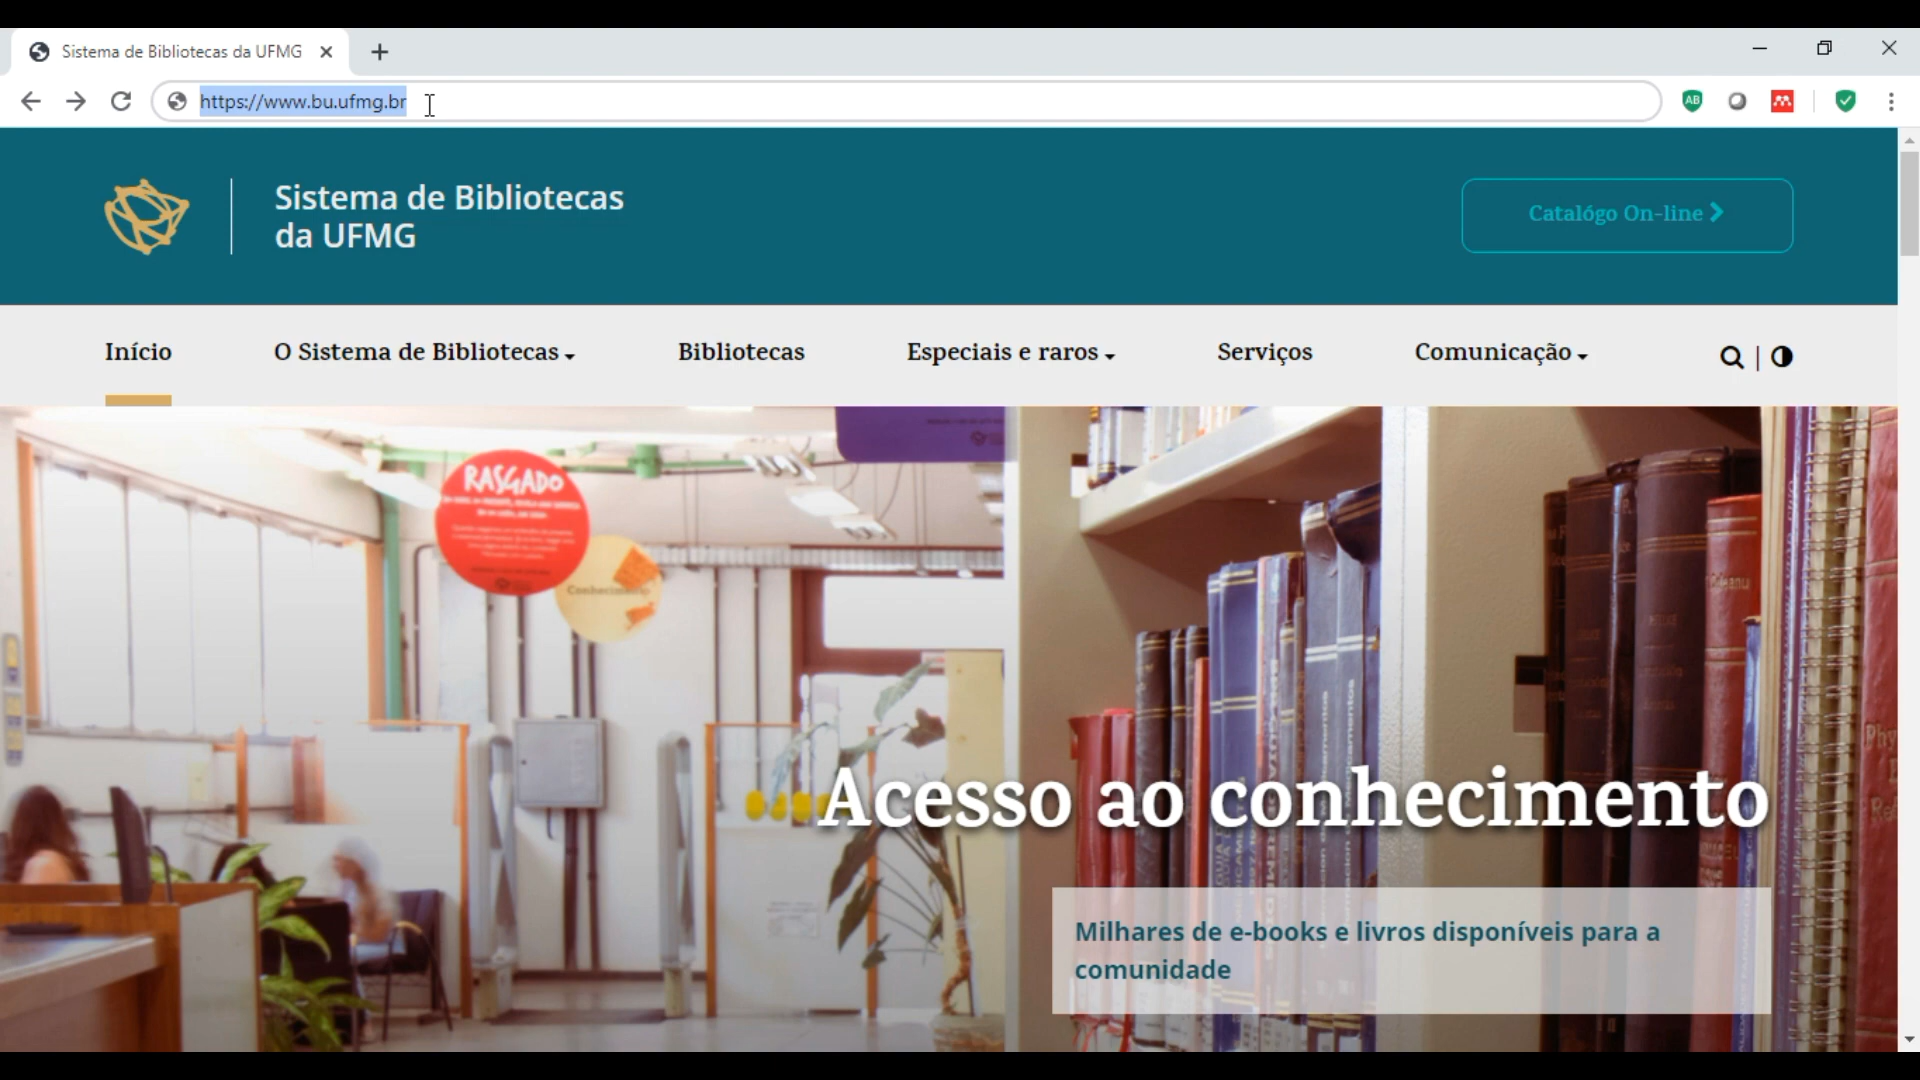 Sistema de Bibliotecas da UFMG
https://www.bu.ufmg.br
AB
Sistema de Bibliotecas
da UFMG
Catalógo On-line
Início
O Sistema de Bibliotecas
Bibliotecas
Especiais e raros
Serviços
Comunicação
RASGADO
Conhecimento
Acesso ao conhecimento
Milhares de e-books e livros disponíveis para a
comunidade